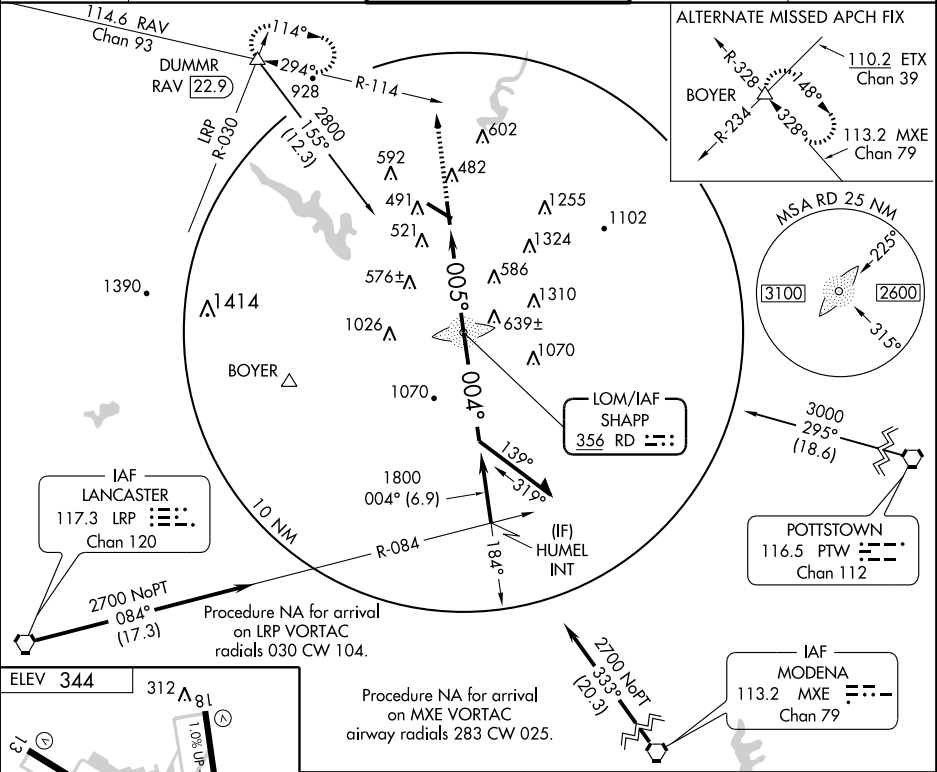 114.6 RAV
Chan 93
DUMMR
RAV 22.9
114°
294°
928
R-114
LRP
R-030
2800
155°
(12.3)
602
592
482
491
521
1255
1102
1324
576±
586
1310
1390
1414
1026
639±
1070
BOYER
1070
005°
004°
LOM/IAF
SHAPP
356 RD
139°
319°
1800
004° (6.9)
(IF)
HUMEL
INT
184°
10 NM
R-084
IAF
LANCASTER
117.3 LRP
Chan 120
2700 NoPT
084°
(17.3)
Procedure NA for arrival
on LRP VORTAC
radials 030 CW 104.
ALTERNATE MISSED APCH FIX
R-328
110.2 ETX
Chan 39
BOYER
148°
328°
R-234
113.2 MXE
Chan 79
MSA RD 25 NM
225°
3100
2600
315°
3000
295°
(18.6)
POTTSTOWN
116.5 PTW
Chan 112
2700 NoPT
333°
(20.3)
IAF
MODENA
113.2 MXE
Chan 79
Procedure NA for arrival
on MXE VORTAC
airway radials 283 CW 025.
ELEV 344
312
18
V
13
V
1.0% UP